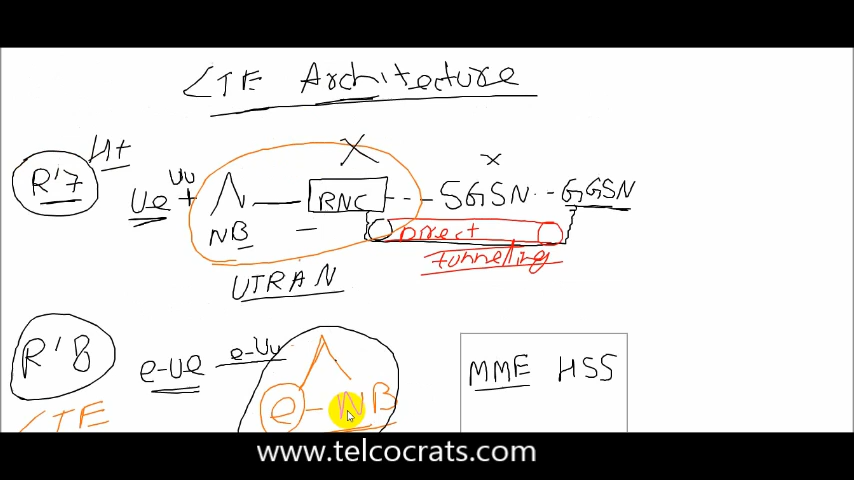 LTE Architecture
R'7 H+
Ue Uu NB RNC SGSN GGSN
X X
Direct
Tunnelling
UTRAN
R'8 e-Ue e-Uu MME HSS
LTE e-NB
www.telcocrats.com